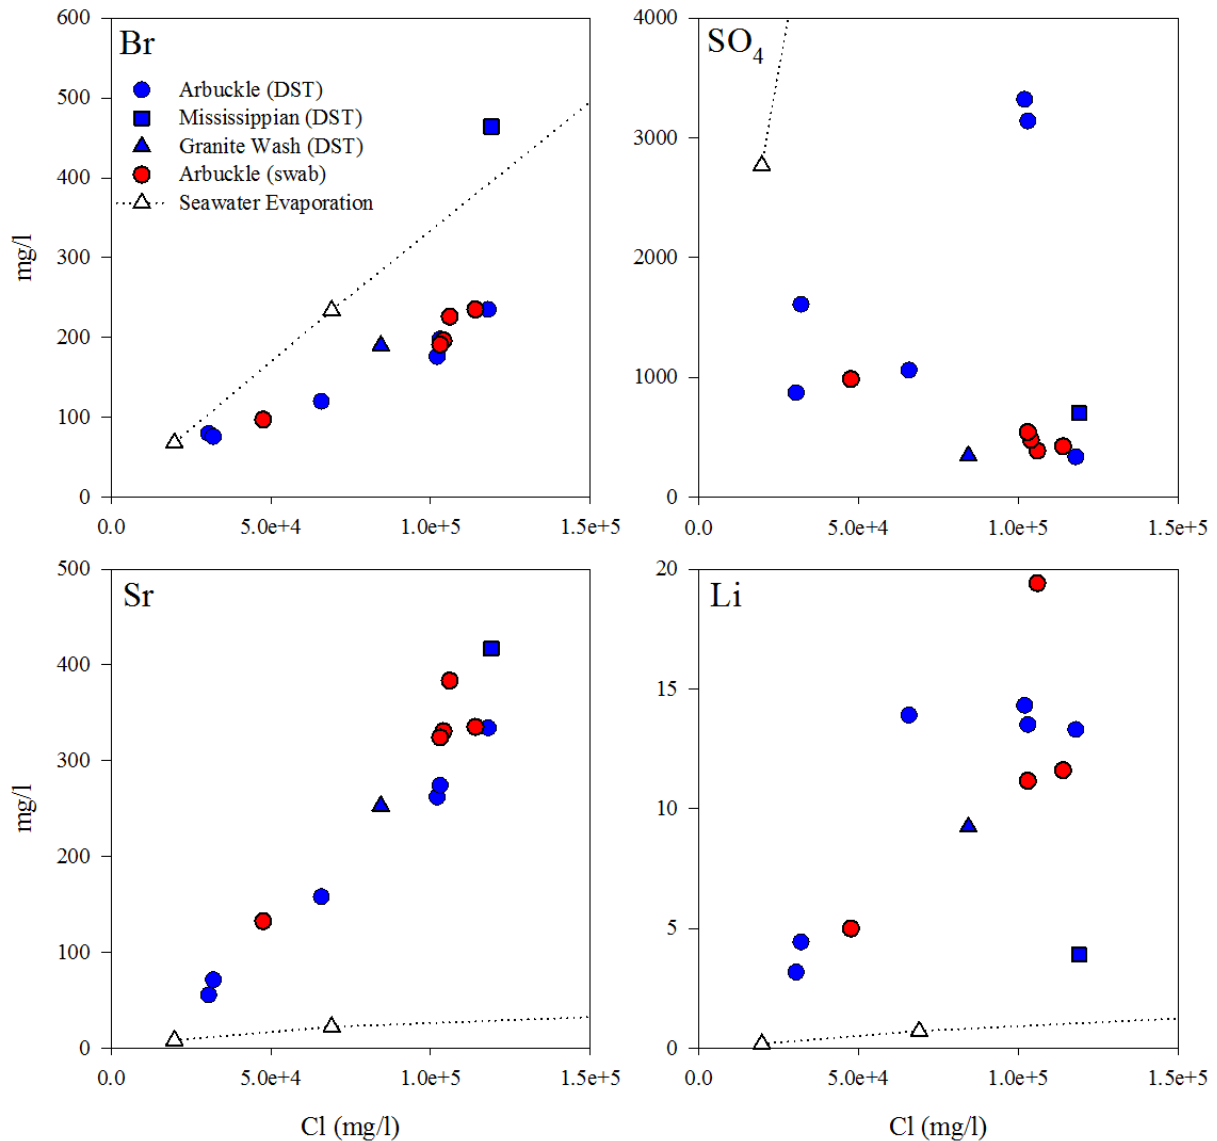 Br
600
500
400
300
200
100
0
mg/l
Arbuckle (DST)
Mississippian (DST)
Granite Wash (DST)
Arbuckle (swab)
Seawater Evaporation
0.0 5.0e+4 1.0e+5 1.5e+5
SO4
4000
3000
2000
1000
0
0.0 5.0e+4 1.0e+5 1.5e+5
Sr
500
400
300
200
100
0
mg/l
0.0 5.0e+4 1.0e+5 1.5e+5
Cl (mg/l)
Li
20
15
10
5
0
0.0 5.0e+4 1.0e+5 1.5e+5
Cl (mg/l)